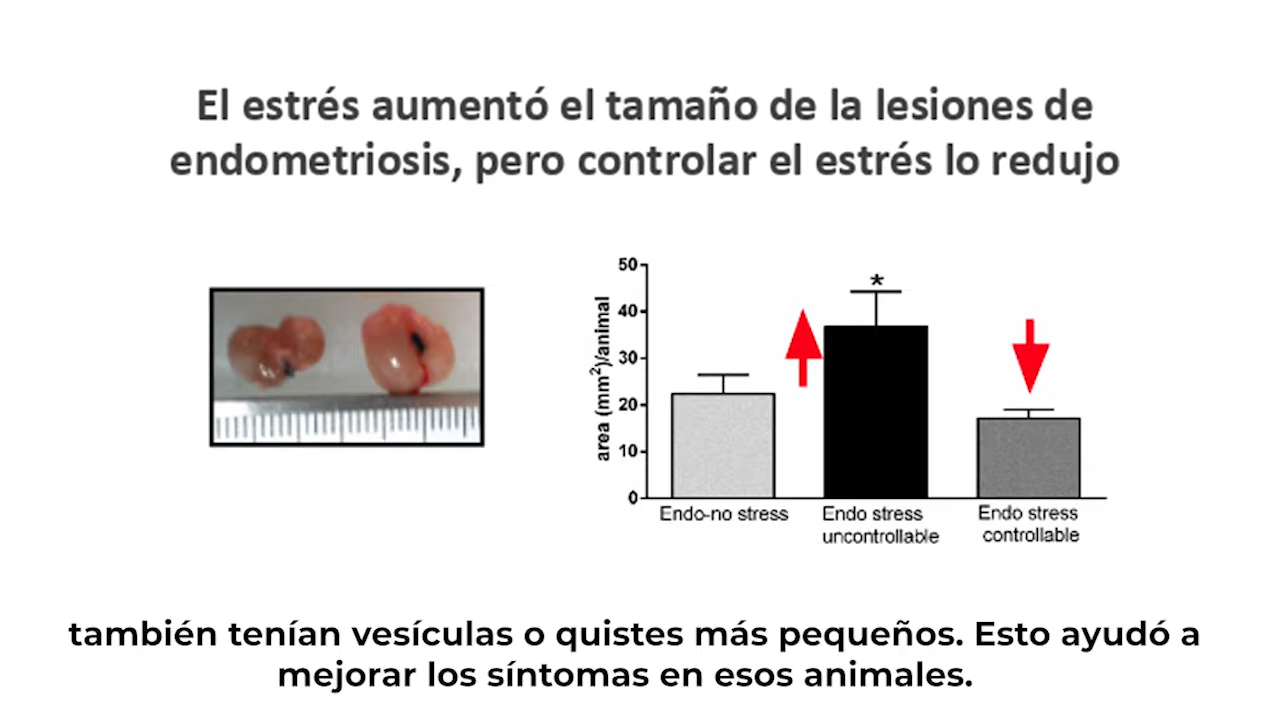 El estrés aumentó el tamaño de la lesiones de
endometriosis, pero controlar el estrés lo redujo
50
40
30
20
10
0
area (mm²)/animal
*
Endo-no stress
Endo stress
uncontrollable
Endo stress
controllable
también tenían vesículas o quistes más pequeños. Esto ayudó a
mejorar los síntomas en esos animales.